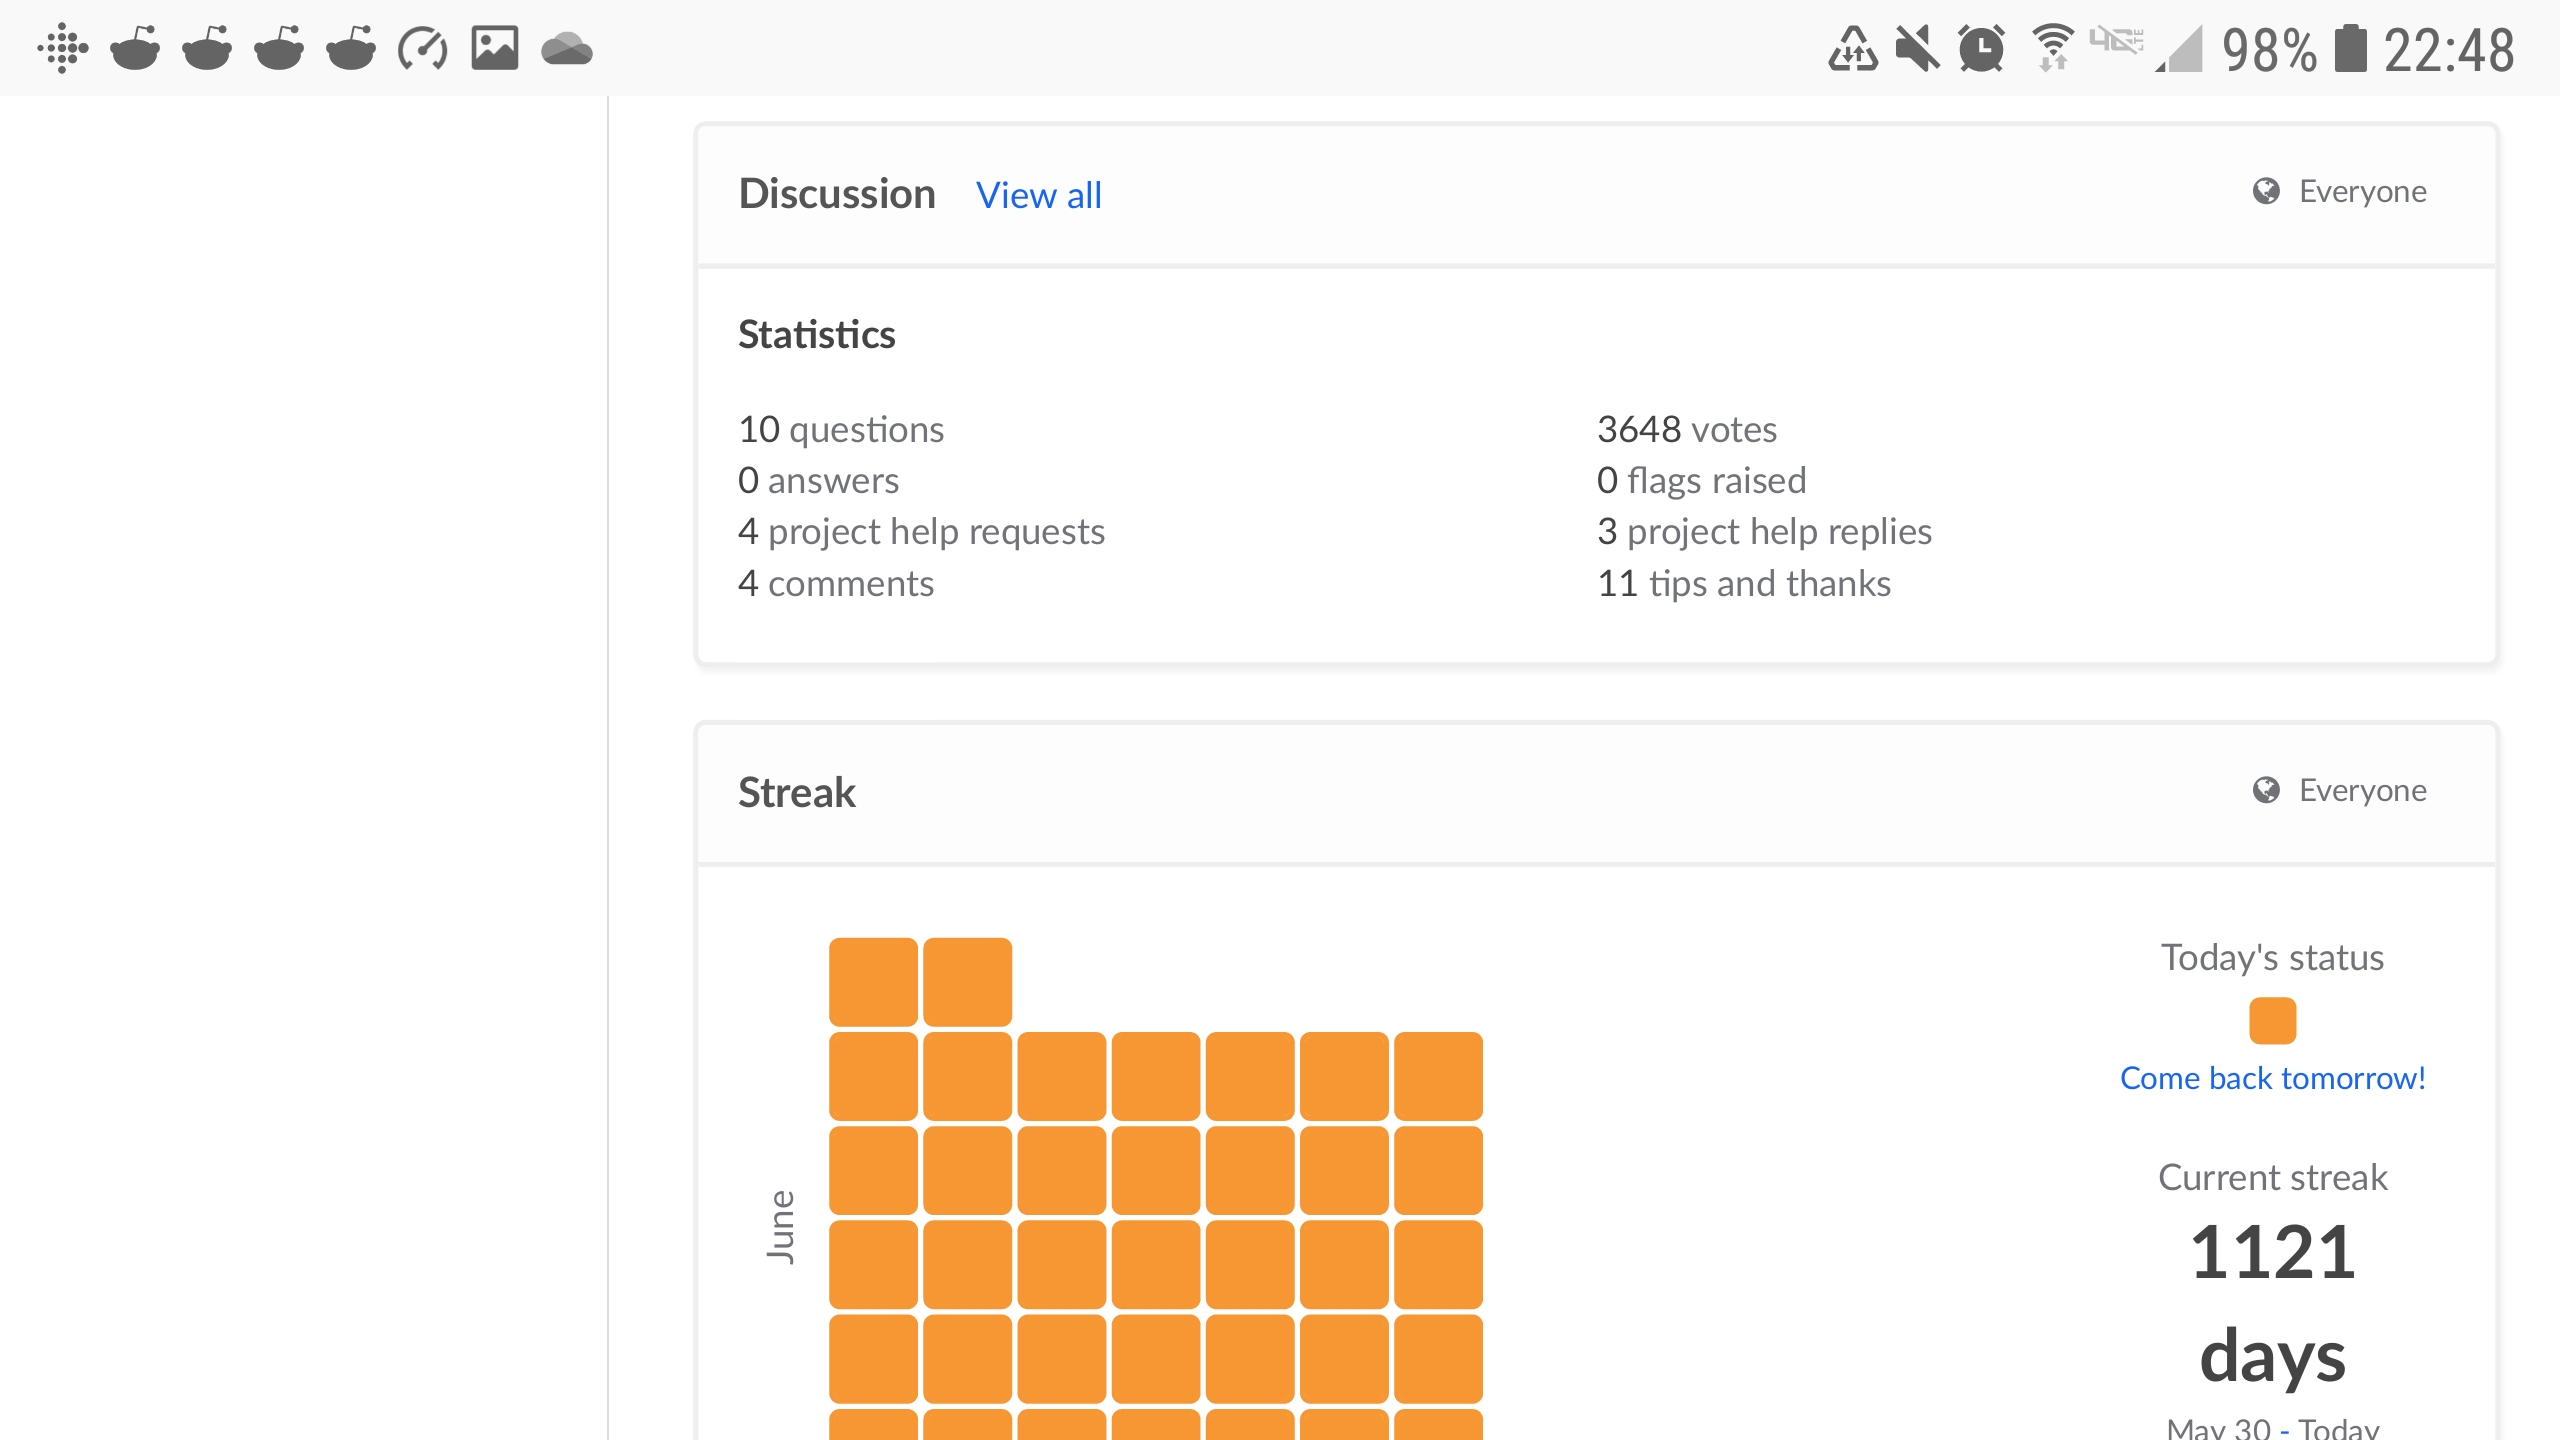 98% 22:48
Discussion View all Everyone
Statistics
10 questions
0 answers
4 project help requests
4 comments
3648 votes
0 flags raised
3 project help replies
11 tips and thanks
Streak Everyone
June
Today's status
Come back tomorrow!
Current streak
1121
days
May 30 - Today